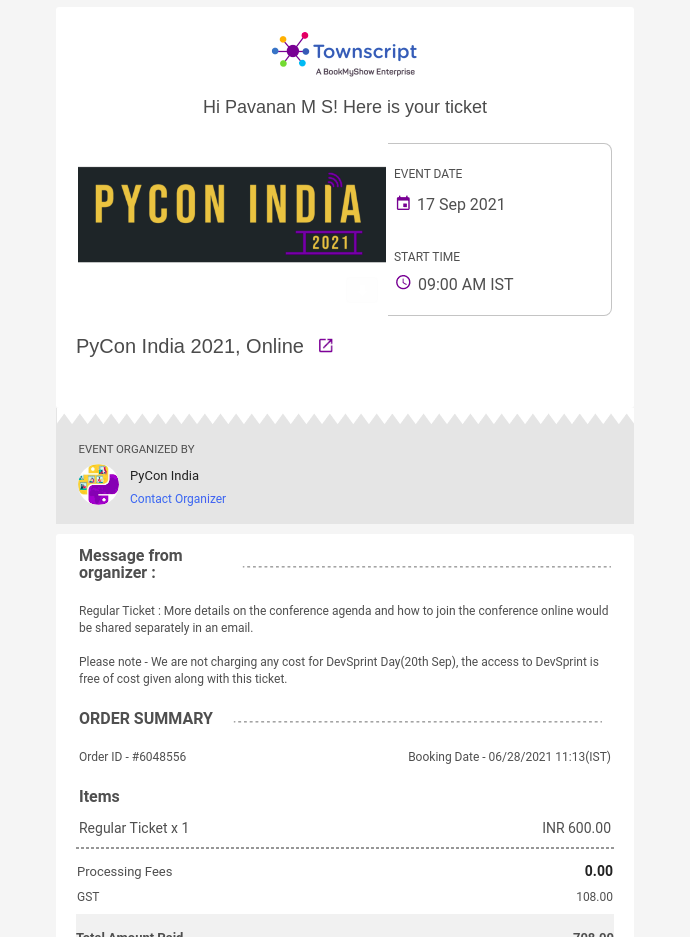 Townscript
A BookMyShow Enterprise
Hi Pavanan M S! Here is your ticket
PYCON INDIA
2021
EVENT DATE
17 Sep 2021
START TIME
09:00 AM IST
PyCon India 2021, Online
EVENT ORGANIZED BY
PyCon India
Contact Organizer
Message from
organizer :
Regular Ticket : More details on the conference agenda and how to join the conference online would
be shared separately in an email.
Please note - We are not charging any cost for DevSprint Day(20th Sep), the access to DevSprint is
free of cost given along with this ticket.
ORDER SUMMARY
Order ID - #6048556 Booking Date - 06/28/2021 11:13(IST)
Items
Regular Ticket x 1 INR 600.00
Processing Fees 0.00
GST 108.00
Total Amount Paid 708.00